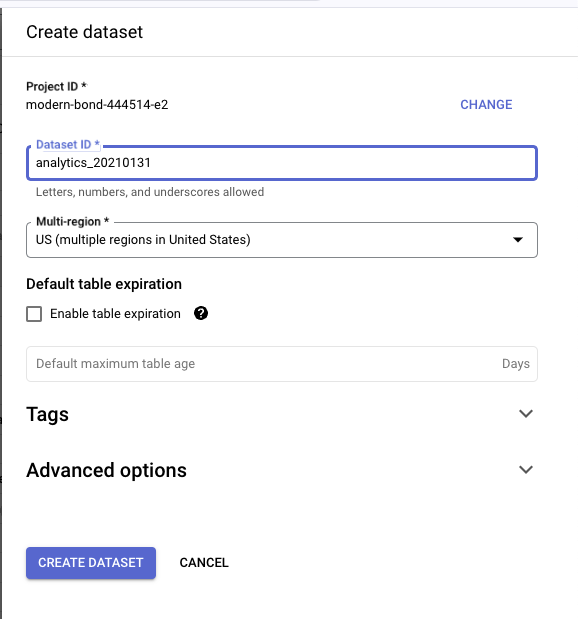 Create dataset
Project ID *
modern-bond-444514-e2
CHANGE
Dataset ID *
analytics_20210131
Letters, numbers, and underscores allowed
Multi-region *
US (multiple regions in United States)
Default table expiration
Enable table expiration ?
Default maximum table age
Days
Tags
Advanced options
CREATE DATASET
CANCEL